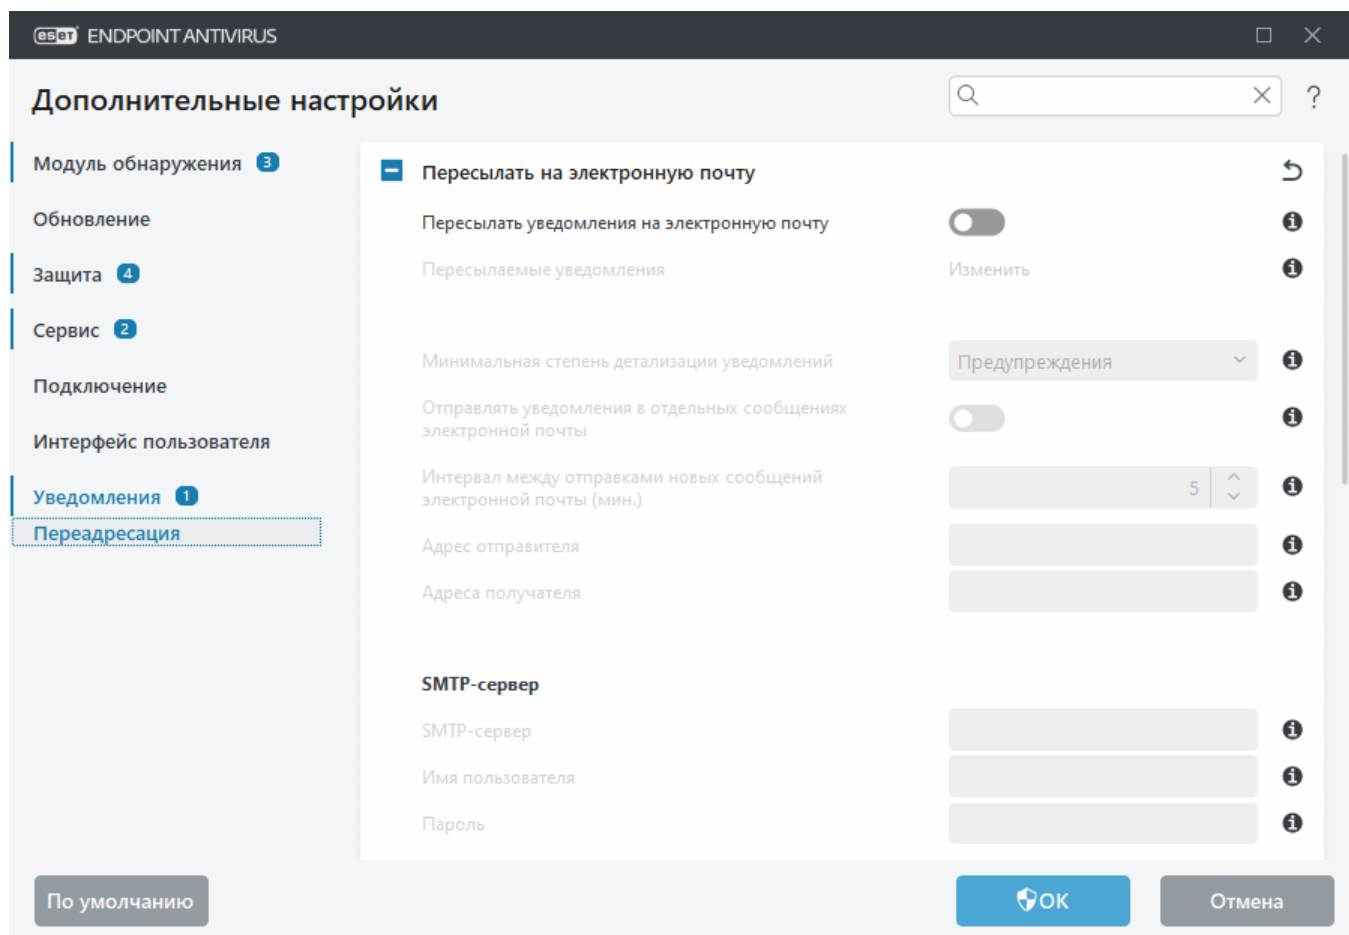 eset ENDPOINT ANTIVIRUS
Дополнительные настройки
?
Модуль обнаружения 3
Обновление
Защита 4
Сервис 2
Подключение
Интерфейс пользователя
Уведомления 1
Переадресация
Пересылать на электронную почту
Пересылать уведомления на электронную почту
Пересылаемые уведомления
Изменить
Минимальная степень детализации уведомлений
Предупреждения
Отправлять уведомления в отдельных сообщениях
электронной почты
Интервал между отправками новых сообщений
электронной почты (мин.)
5
Адрес отправителя
Адреса получателя
SMTP-сервер
SMTP-сервер
Имя пользователя
Пароль
По умолчанию
ОК
Отмена